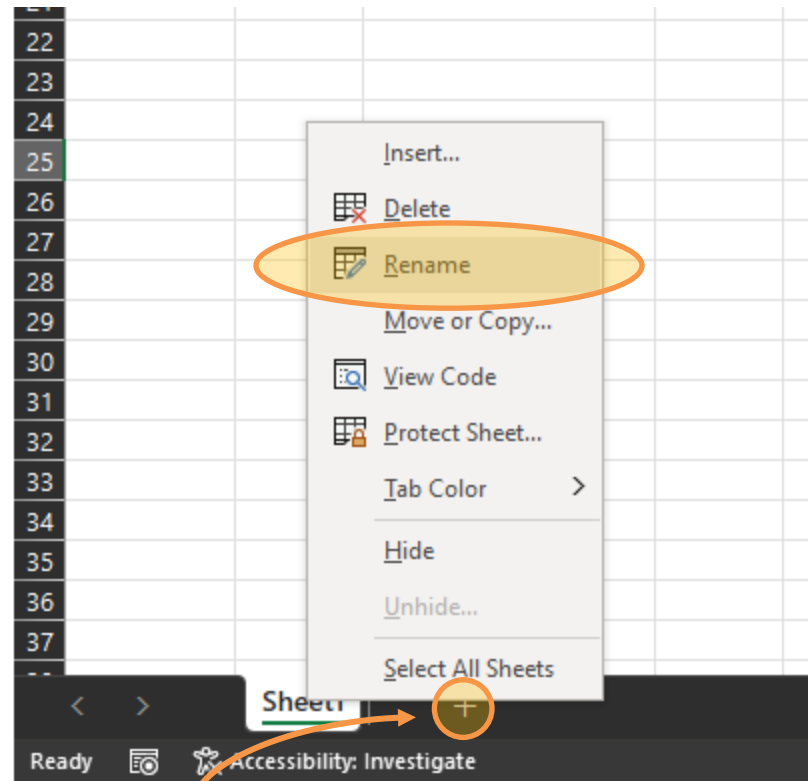 22
23
24
25
26
27
28
29
30
31
32
33
34
35
36
37
Insert...
Delete
Rename
Move or Copy...
View Code
Protect Sheet...
Tab Color
Hide
Unhide...
Select All Sheets
Sheet1
Ready Accessibility: Investigate